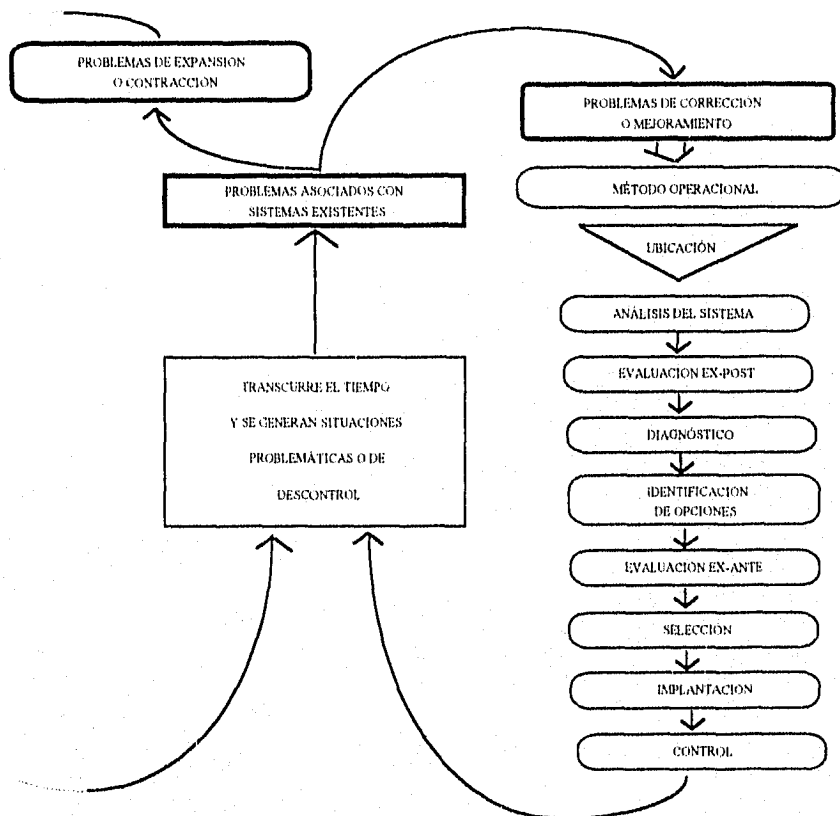 PROBLEMAS DE EXPANSION
O CONTRACCION
PROBLEMAS ASOCIADOS CON
SISTEMAS EXISTENTES
TRANSCURRE EL TIEMPO
Y SE GENERAN SITUACIONES
PROBLEMÁTICAS O DE
DESCONTROL
PROBLEMAS DE CORRECCION
O MEJORAMIENTO
MÉTODO OPERACIONAL
UBICACIÓN
ANÁLISIS DEL SISTEMA
EVALUACION EX-POST
DIAGNÓSTICO
IDENTIFICACION
DE OPCIONES
EVALUACION EX-ANTE
SELECCIÓN
IMPLANTACION
CONTROL